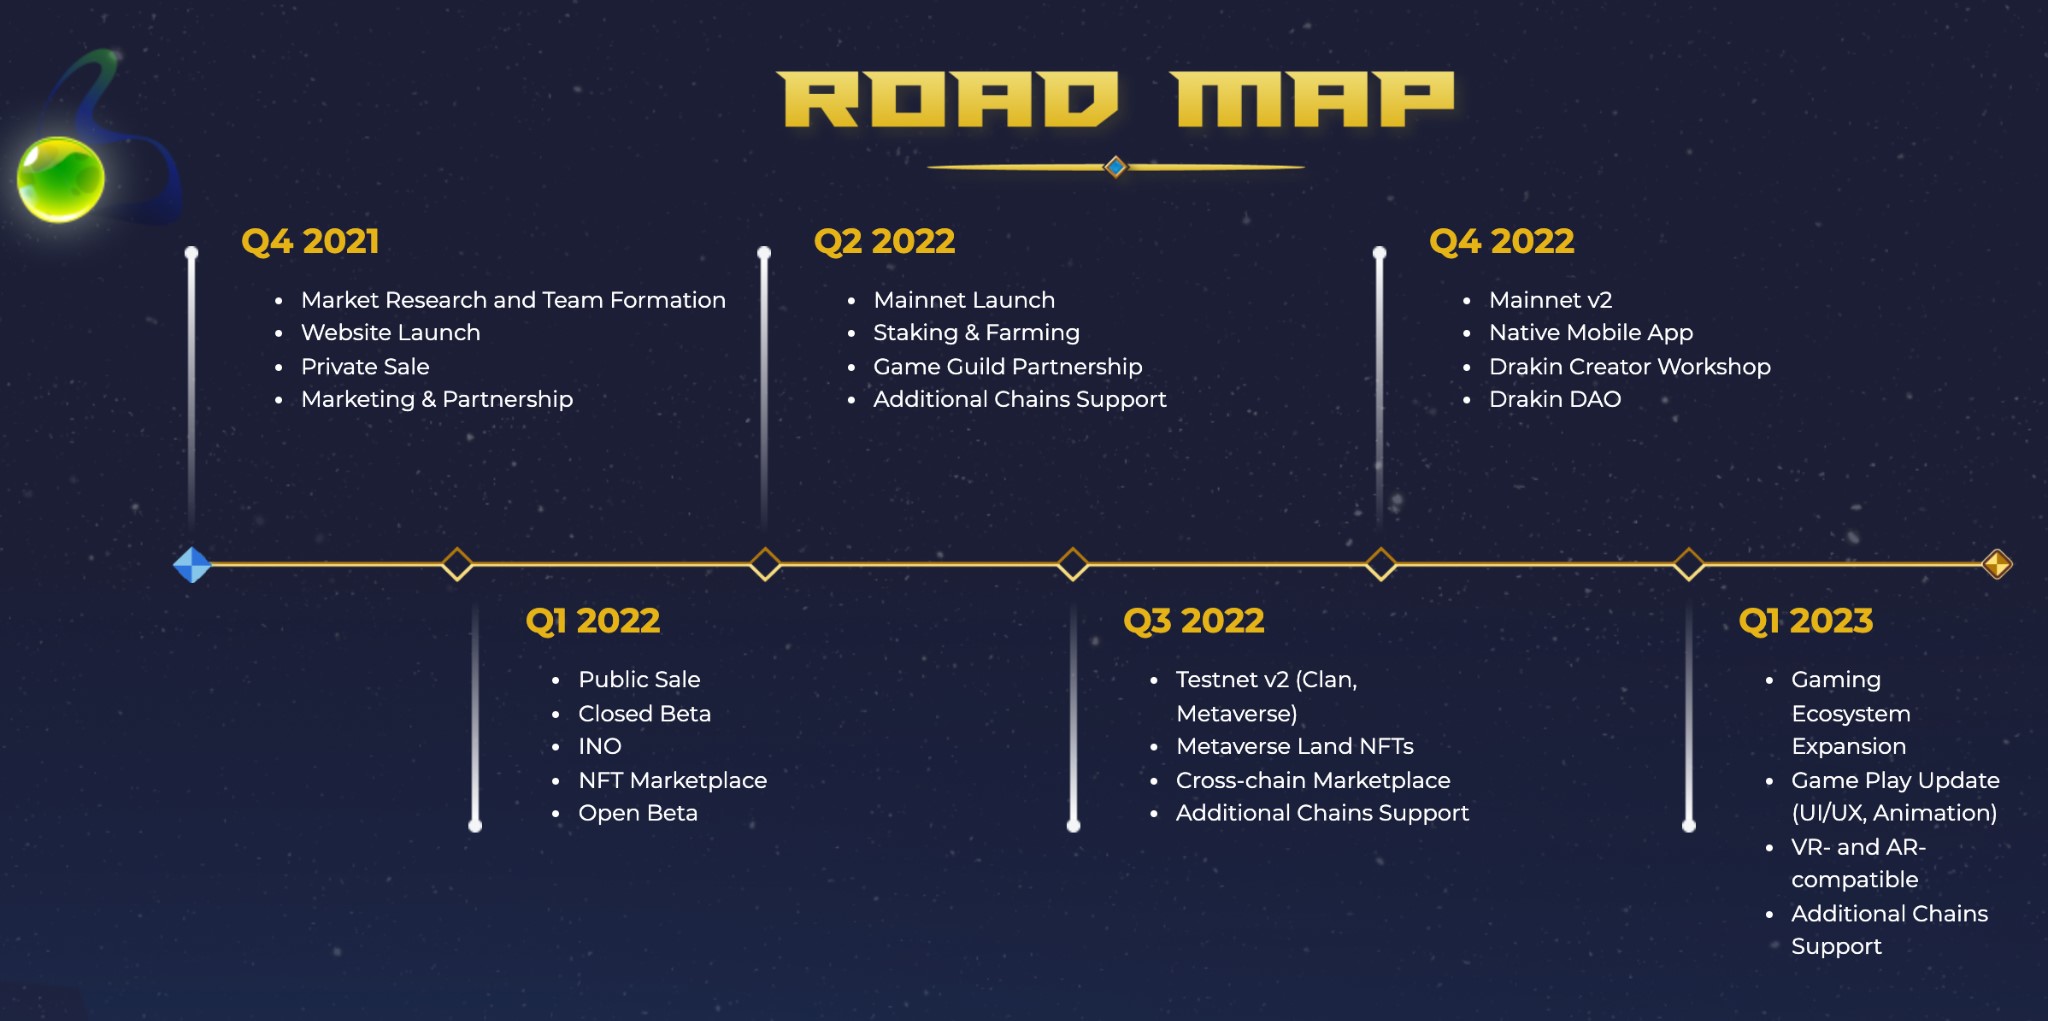 ROAD MAP
Q4 2021
• Market Research and Team Formation
• Website Launch
• Private Sale
• Marketing & Partnership
Q2 2022
• Mainnet Launch
• Staking & Farming
• Game Guild Partnership
• Additional Chains Support
Q4 2022
• Mainnet v2
• Native Mobile App
• Drakin Creator Workshop
• Drakin DAO
Q1 2022
• Public Sale
• Closed Beta
• INO
• NFT Marketplace
• Open Beta
Q3 2022
• Testnet v2 (Clan,
Metaverse)
• Metaverse Land NFTs
• Cross-chain Marketplace
• Additional Chains Support
Q1 2023
• Gaming
Ecosystem
Expansion
• Game Play Update
(UI/UX, Animation)
• VR- and AR-
compatible
• Additional Chains
Support